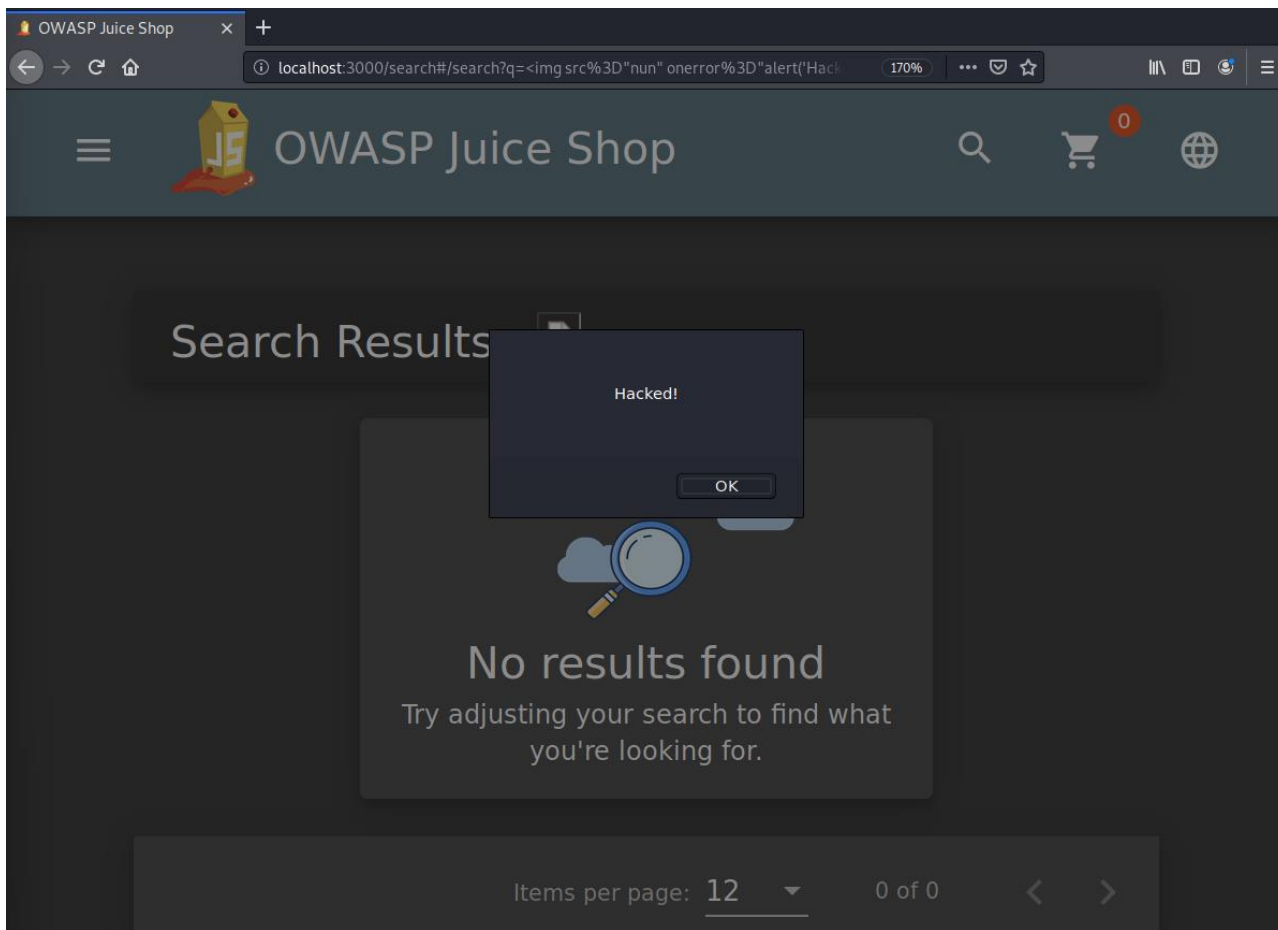 OWASP Juice Shop
localhost:3000/search#/search?q=<img src%3D"nun" onerror%3D"alert('Hack
170%
JS
OWASP Juice Shop
0
Search Results
Hacked!
OK
No results found
Try adjusting your search to find what
you're looking for.
Items per page: 12 0 of 0